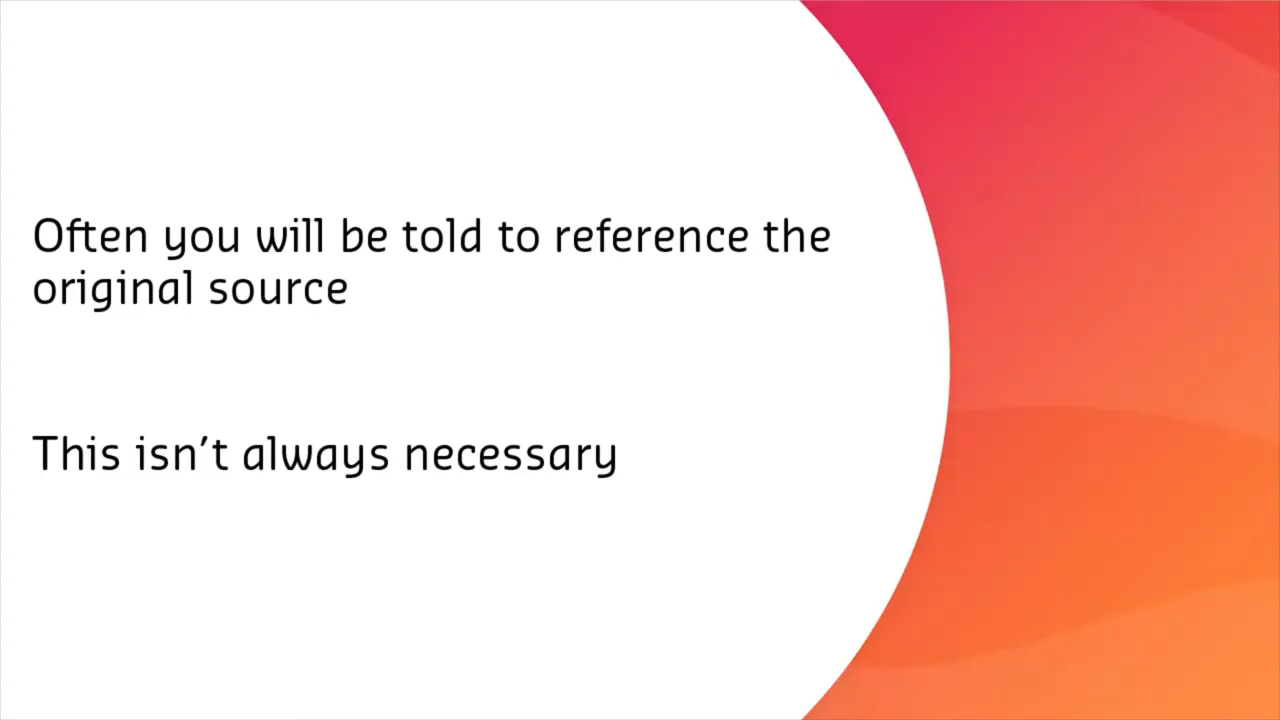 Often you will be told to reference the
original source
This isn’t always necessary